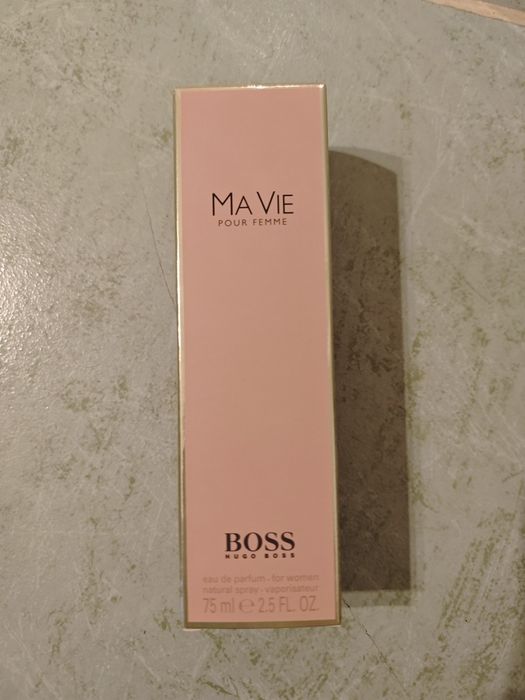 MA VIE
POUR FEMME
BOSS
HUGO BOSS
eau de parfum - for women
natural spray - vaporisateur
75 ml ℮ 2.5 FL. OZ.